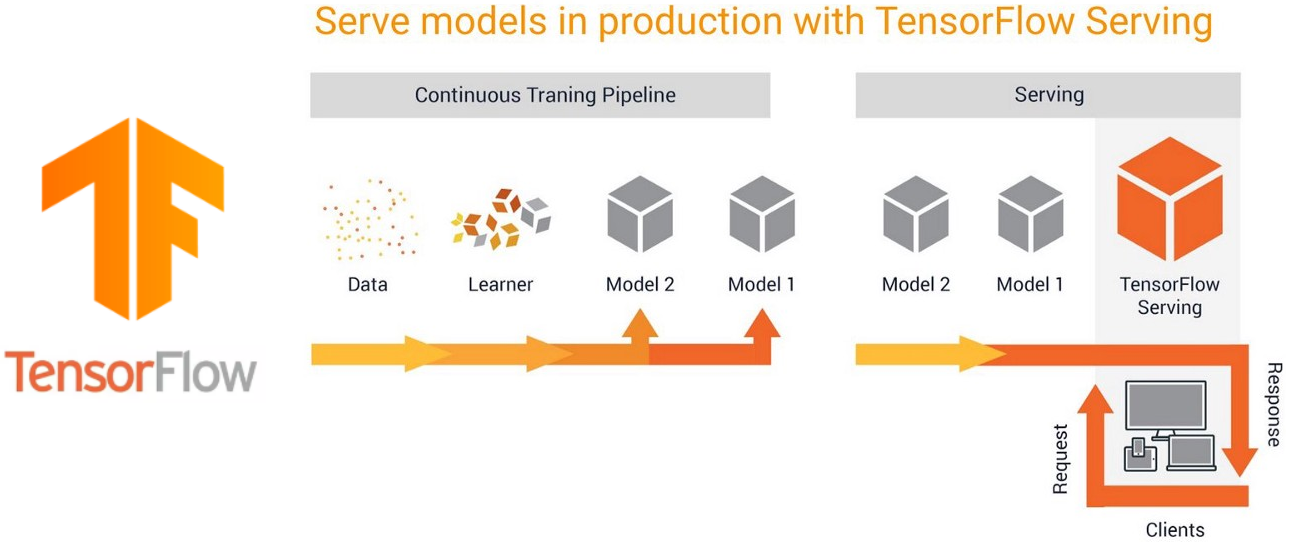 Serve models in production with TensorFlow Serving
Continuous Traning Pipeline
Serving
Data
Learner
Model 2
Model 1
Model 2
Model 1
TensorFlow
Serving
TensorFlow
Response
Request
Clients